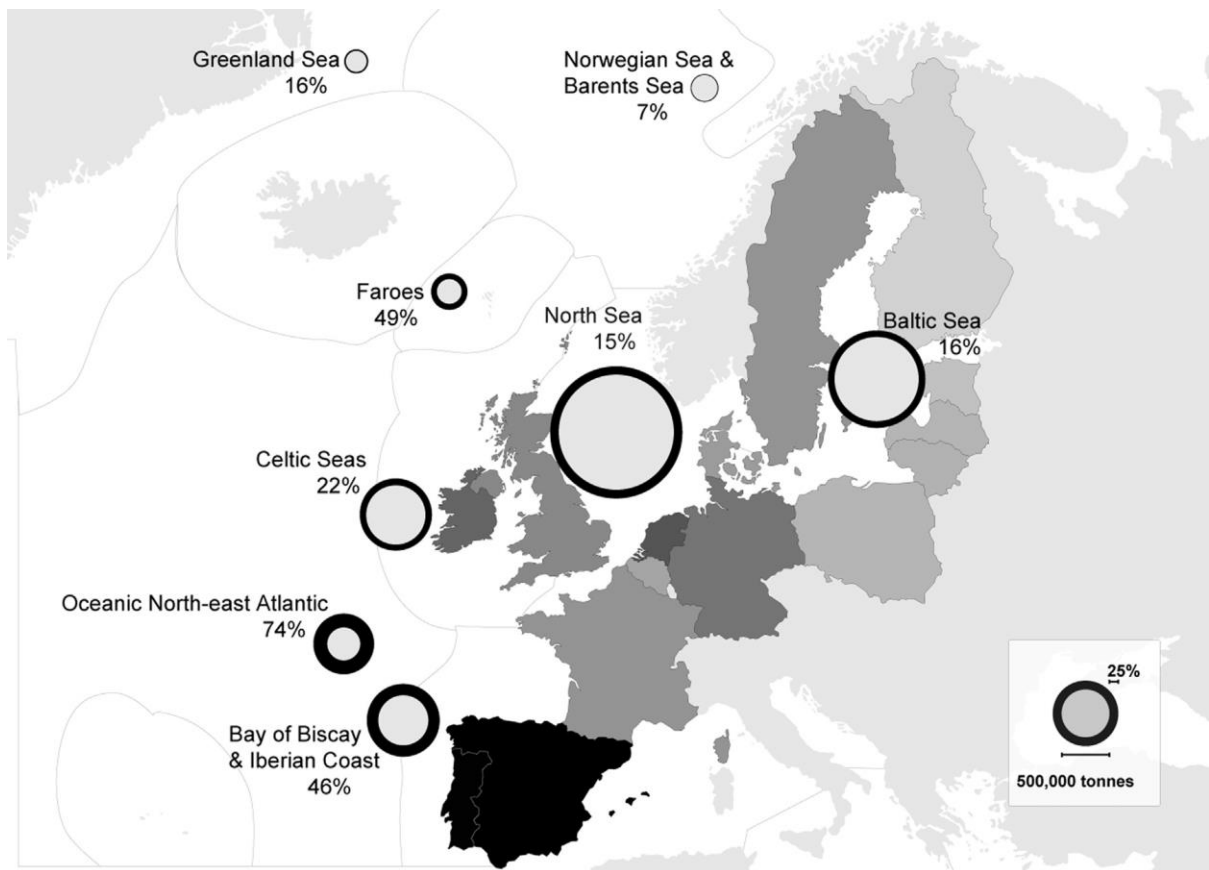 Greenland Sea
16%
Norwegian Sea &
Barents Sea
7%
Faroes
49%
North Sea
15%
Baltic Sea
16%
Celtic Seas
22%
Oceanic North-east Atlantic
74%
Bay of Biscay
& Iberian Coast
46%
25%
500,000 tonnes